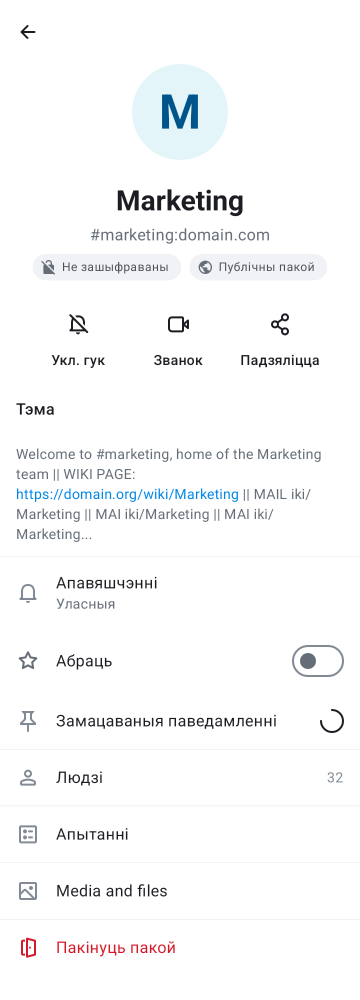 M
Marketing
#marketing:domain.com
Не зашыфраваны
Публічны пакой
Укл. гук
Званок
Падзяліцца
Тэма
Welcome to #marketing, home of the Marketing
team || WIKI PAGE:
https://domain.org/wiki/Marketing || MAIL iki/
Marketing || MAI iki/Marketing || MAI iki/
Marketing...
Апавяшчэнні
Уласныя
Абраць
Замацаваныя паведамленні
Людзі 32
Апытанні
Media and files
Пакінуць пакой